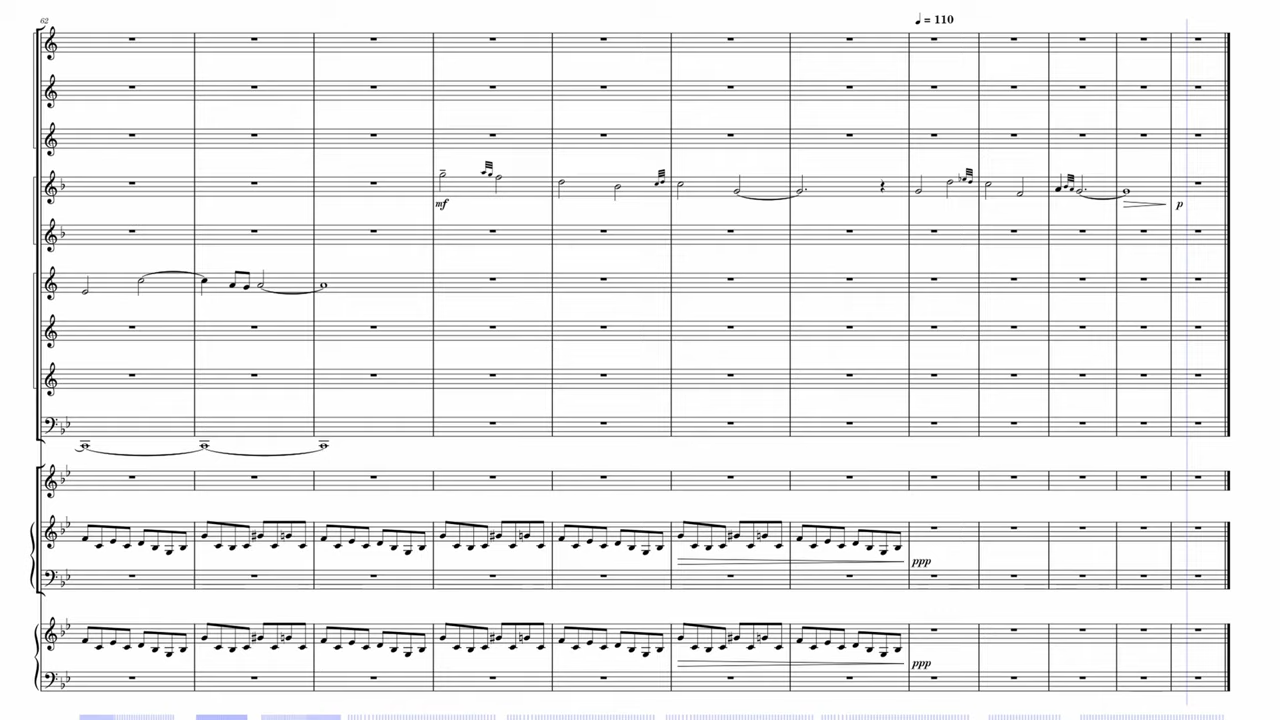 62
♩ = 110
mf
p
ppp
ppp